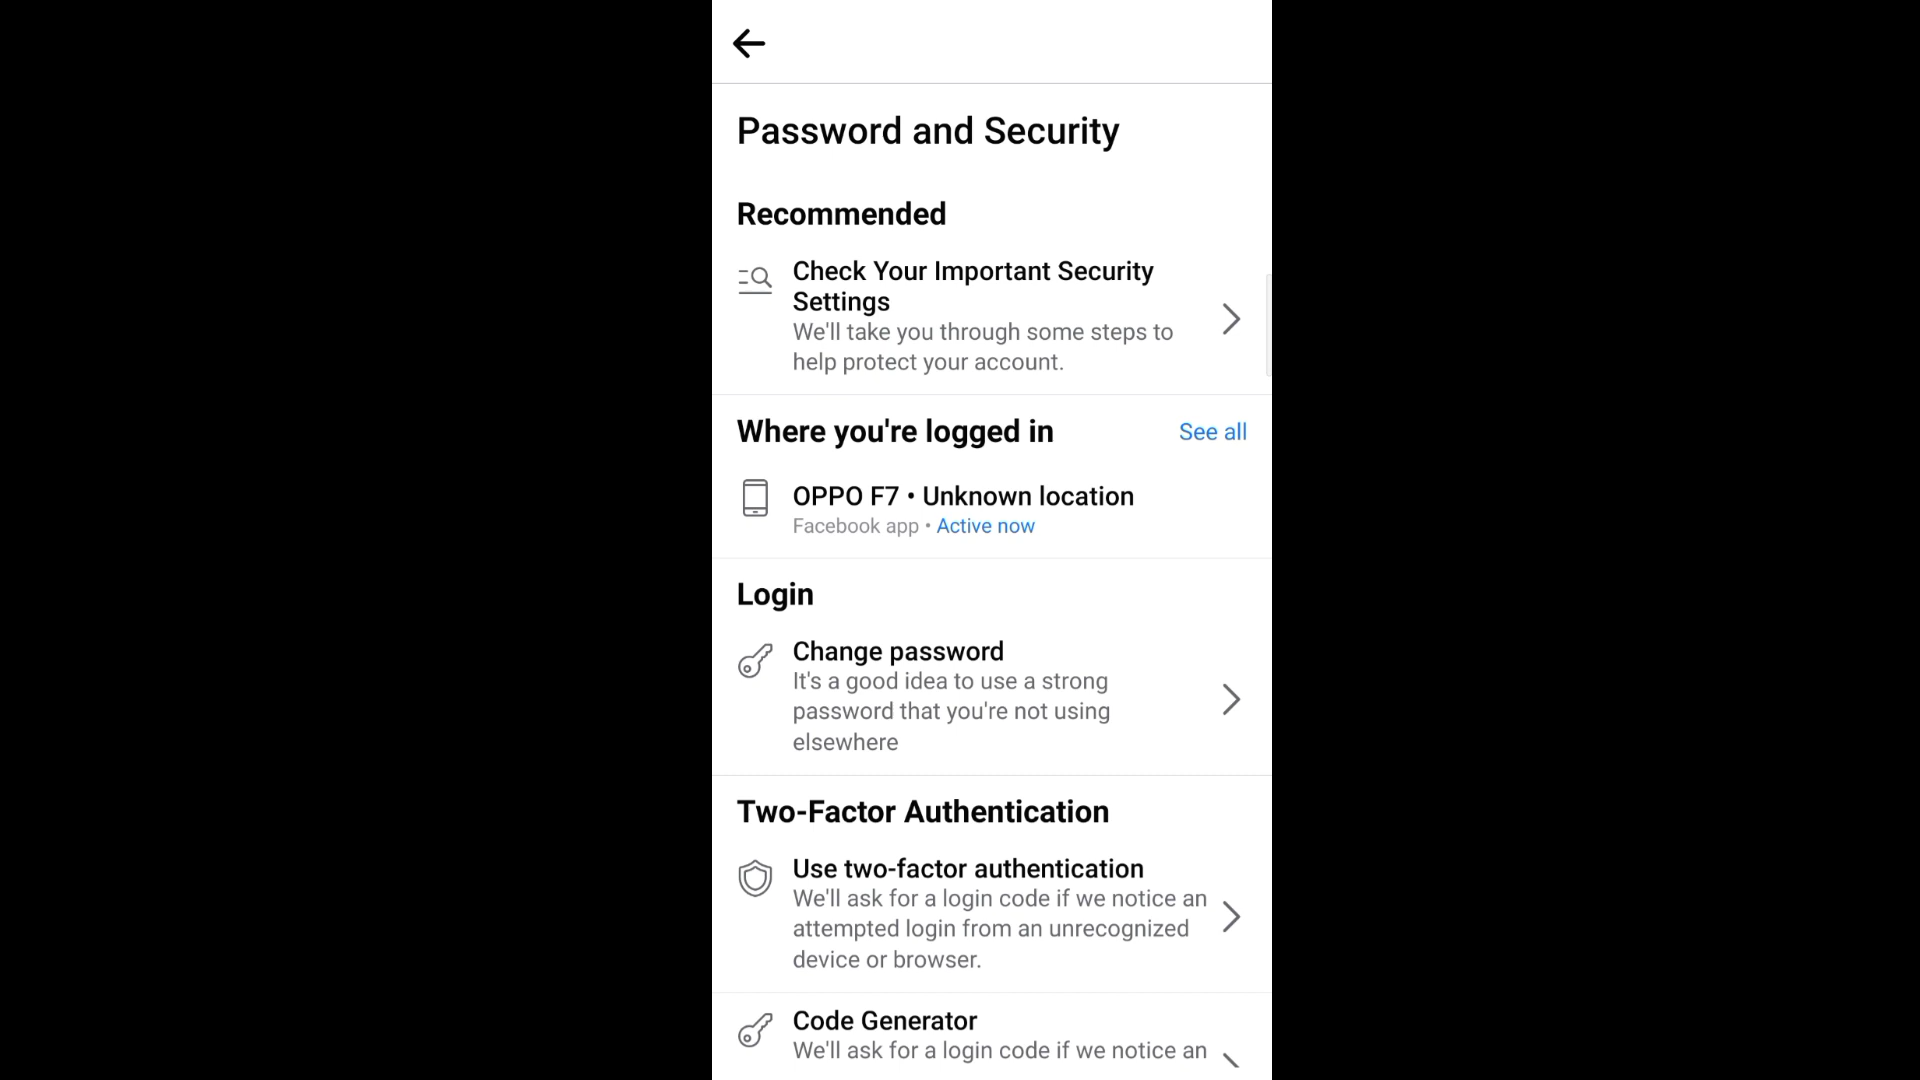 Password and Security
Recommended
Check Your Important Security
Settings
We'll take you through some steps to
help protect your account.
Where you're logged in
See all
OPPO F7 • Unknown location
Facebook app • Active now
Login
Change password
It's a good idea to use a strong
password that you're not using
elsewhere
Two-Factor Authentication
Use two-factor authentication
We'll ask for a login code if we notice an
attempted login from an unrecognized
device or browser.
Code Generator
We'll ask for a login code if we notice an